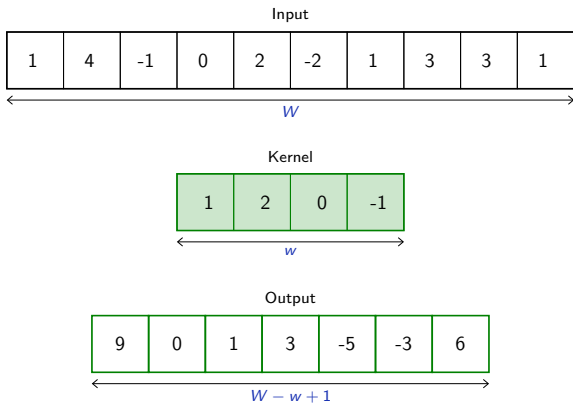 Input
1 4 -1 0 2 -2 1 3 3 1
W
Kernel
1 2 0 -1
w
Output
9 0 1 3 -5 -3 6
W − w + 1